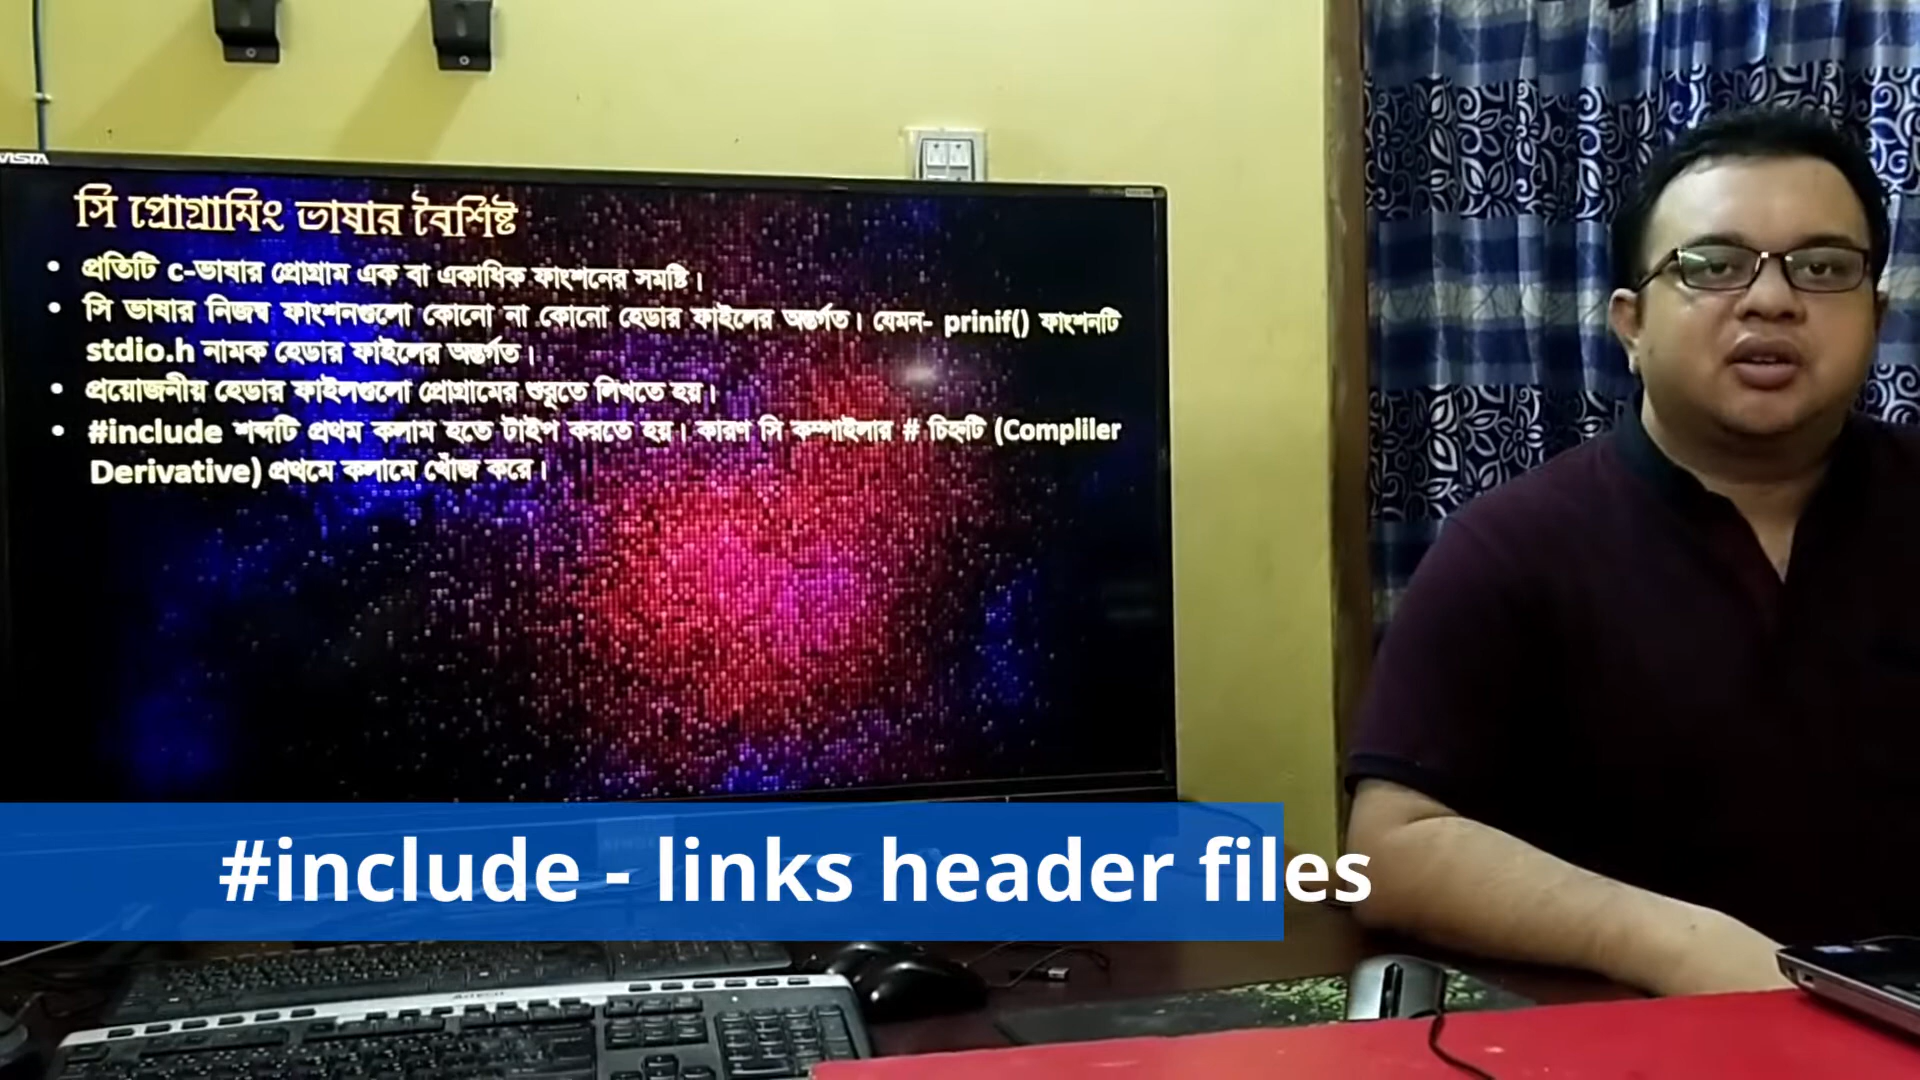 VISTA
সি প্রোগ্রামিং ভাষার বৈশিষ্ট
• প্রতিটি c-ভাষার প্রোগ্রাম এক বা একাধিক ফাংশনের সমষ্টি।
• সি ভাষার নিজস্ব ফাংশনগুলো কোনো না কোনো হেডার ফাইলের অন্তর্গত। যেমন- prinif() ফাংশনটি
stdio.h নামক হেডার ফাইলের অন্তর্গত।
• প্রয়োজনীয় হেডার ফাইলগুলো প্রোগ্রামের শুরুতে লিখতে হয়।
• #include শব্দটি প্রথম কলাম হতে টাইপ করতে হয়। কারণ সি কম্পাইলার # চিহ্নটি (Compliler
Derivative) প্রথমে কলামে খোঁজ করে।
#include - links header files